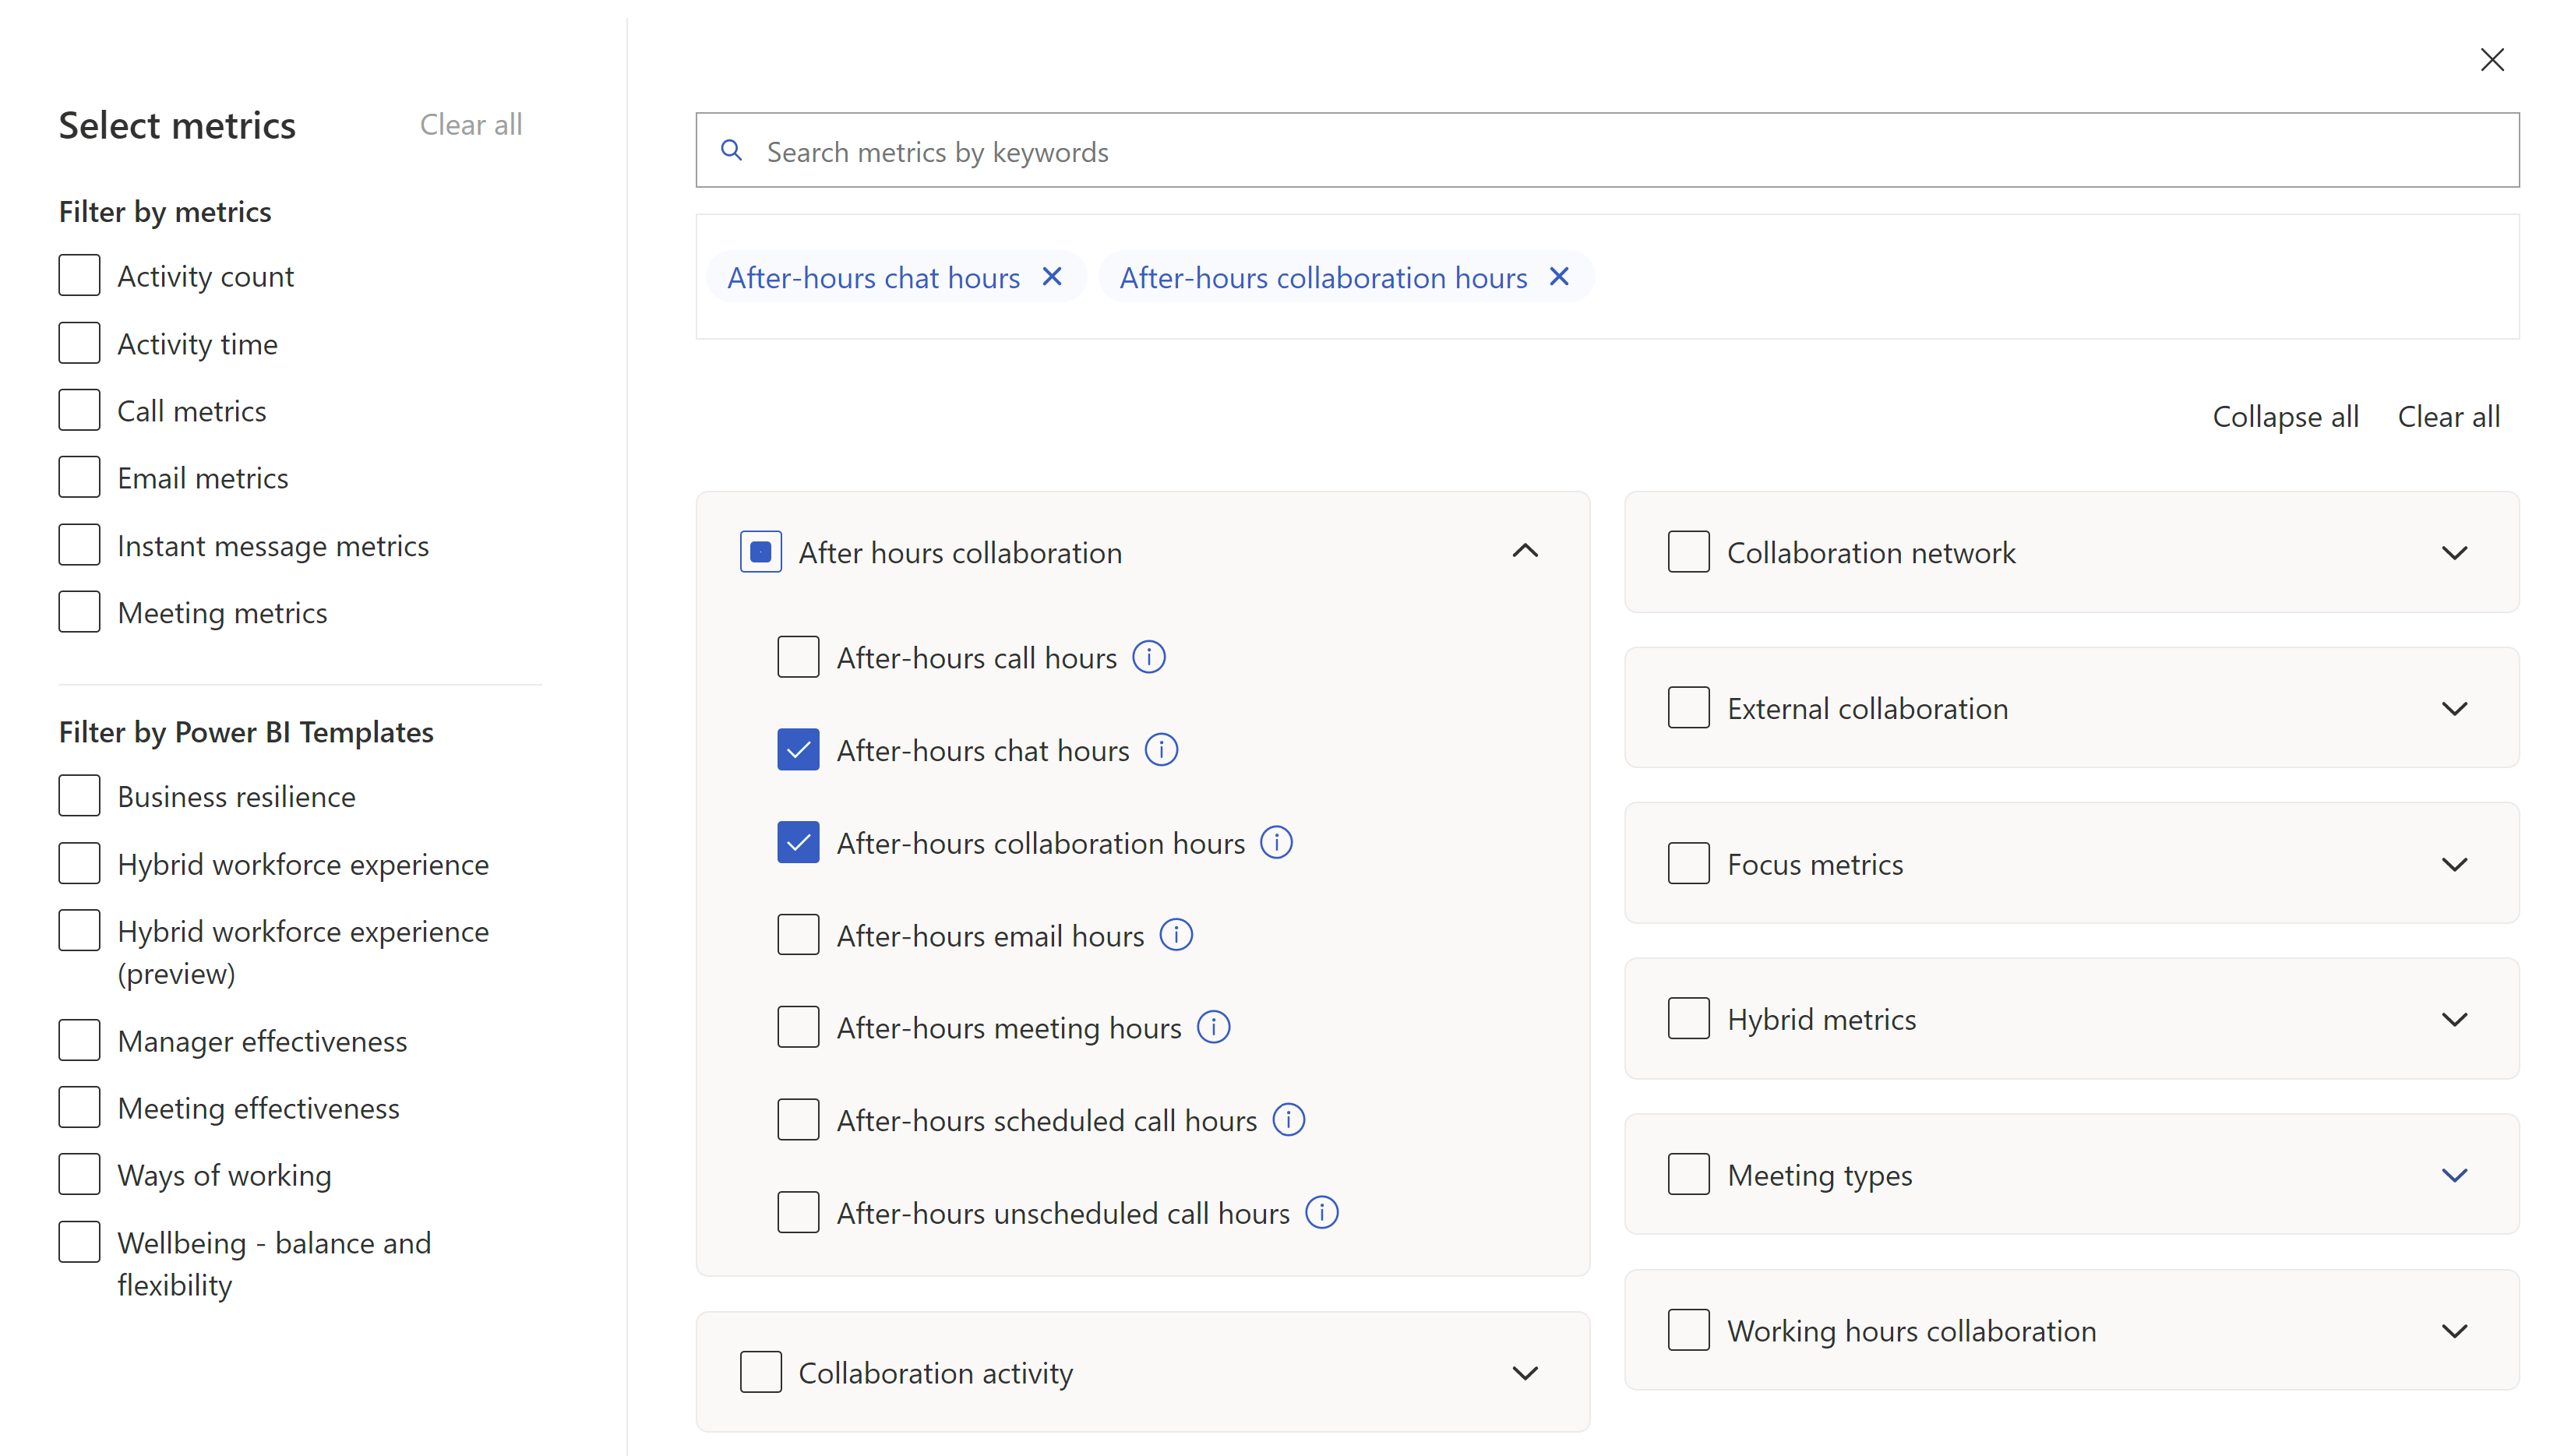 Select metrics
Clear all
Filter by metrics
Activity count
Activity time
Call metrics
Email metrics
Instant message metrics
Meeting metrics
Filter by Power BI Templates
Business resilience
Hybrid workforce experience
Hybrid workforce experience
(preview)
Manager effectiveness
Meeting effectiveness
Ways of working
Wellbeing - balance and
flexibility
Search metrics by keywords
After-hours chat hours
After-hours collaboration hours
Collapse all
Clear all
After hours collaboration
After-hours call hours
After-hours chat hours
After-hours collaboration hours
After-hours email hours
After-hours meeting hours
After-hours scheduled call hours
After-hours unscheduled call hours
Collaboration activity
Collaboration network
External collaboration
Focus metrics
Hybrid metrics
Meeting types
Working hours collaboration